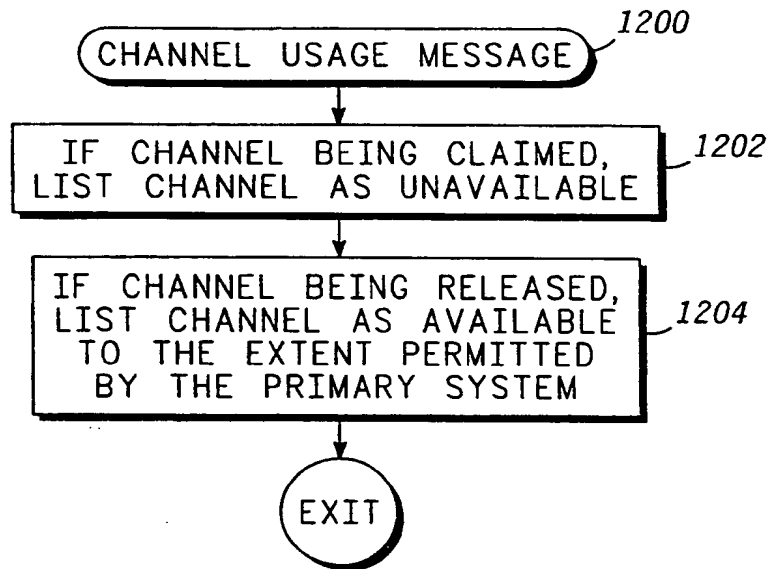 1200
CHANNEL USAGE MESSAGE
IF CHANNEL BEING CLAIMED,
LIST CHANNEL AS UNAVAILABLE
1202
IF CHANNEL BEING RELEASED,
LIST CHANNEL AS AVAILABLE
TO THE EXTENT PERMITTED
BY THE PRIMARY SYSTEM
1204
EXIT